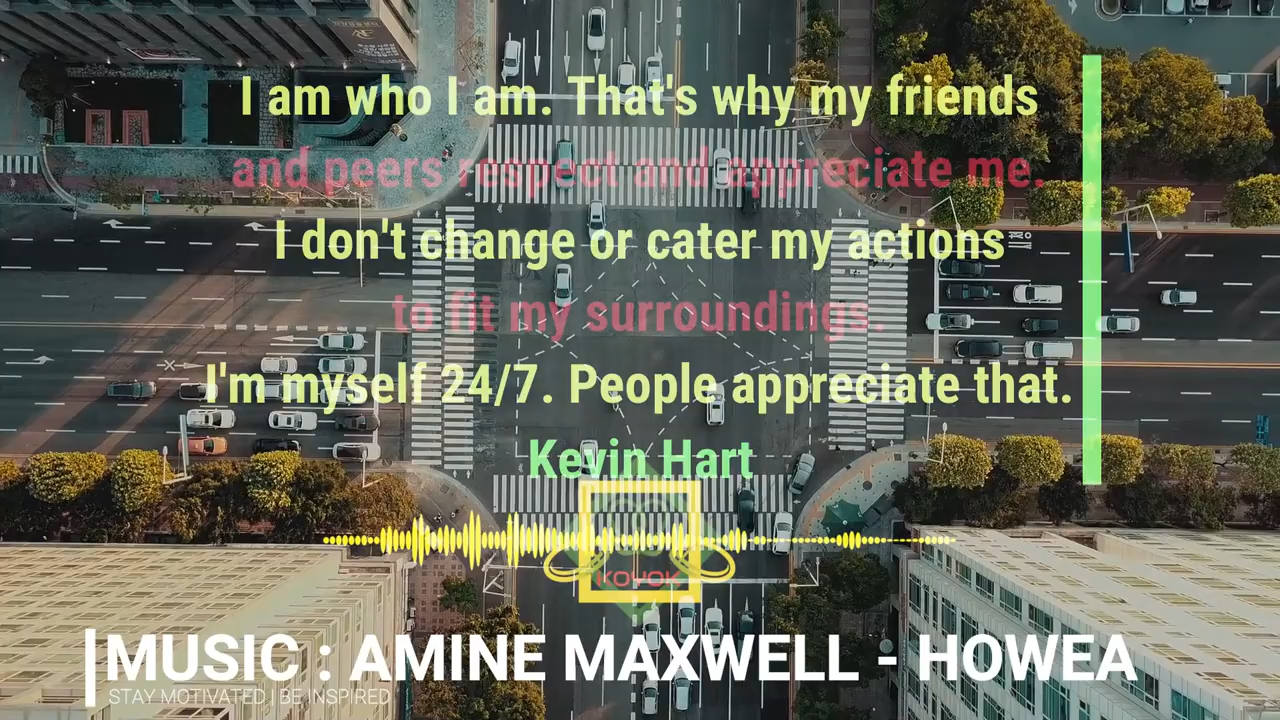 I am who I am. That's why my friends
and peers respect and appreciate me.
I don't change or cater my actions
to fit my surroundings.
I'm myself 24/7. People appreciate that.
Kevin Hart
KOYOK
MUSIC : AMINE MAXWELL - HOWEA
STAY MOTIVATED | BE INSPIRED